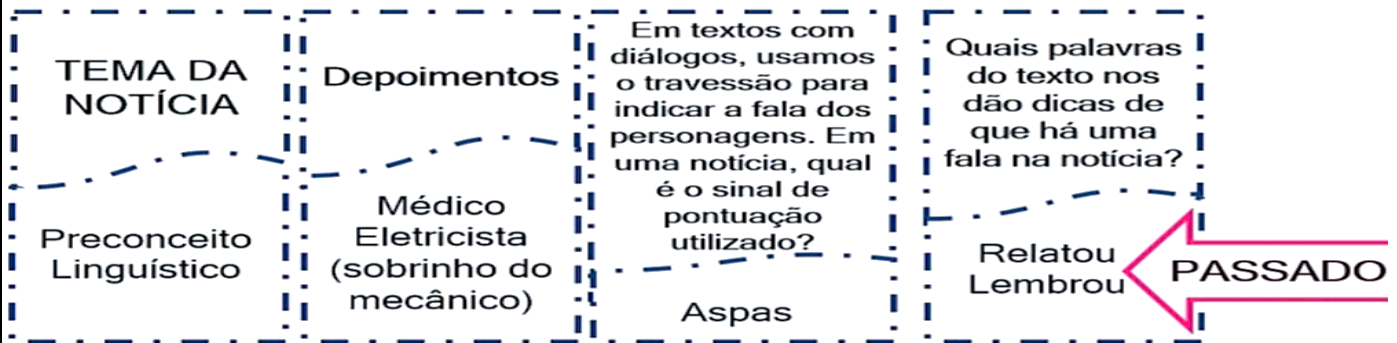 TEMA DA
NOTÍCIA
Preconceito
Linguístico
Depoimentos
Médico
Eletricista
(sobrinho do
mecânico)
Em textos com
diálogos, usamos
o travessão para
indicar a fala dos
personagens. Em
uma notícia, qual
é o sinal de
pontuação
utilizado?
Aspas
Quais palavras
do texto nos
dão dicas de
que há uma
fala na notícia?
Relatou
Lembrou
PASSADO